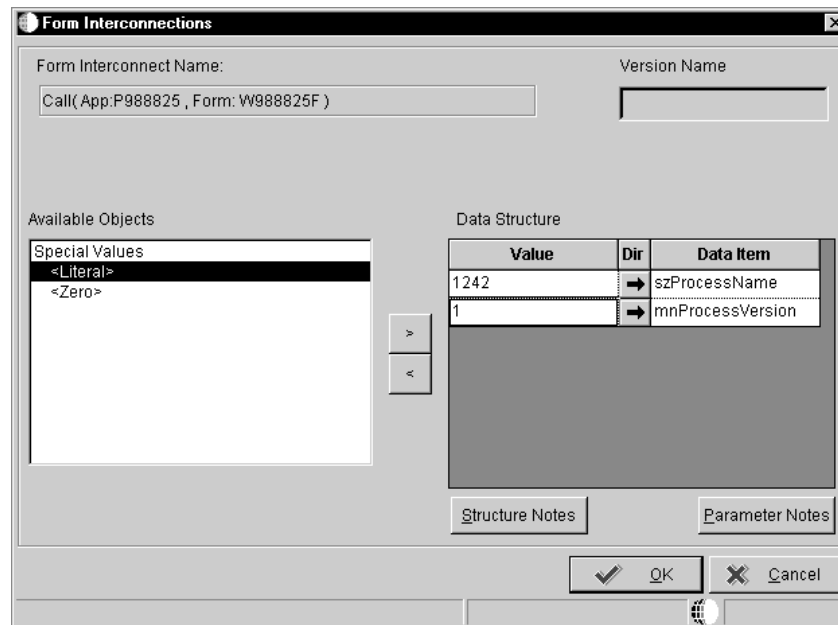 Form Interconnections
Form Interconnect Name:
Version Name
Call( App:P988825 , Form: W988825F )
Available Objects
Data Structure
Special Values
<Literal>
<Zero>
Value Dir Data Item
1242 szProcessName
1 mnProcessVersion
>
<
Structure Notes
Parameter Notes
OK
Cancel